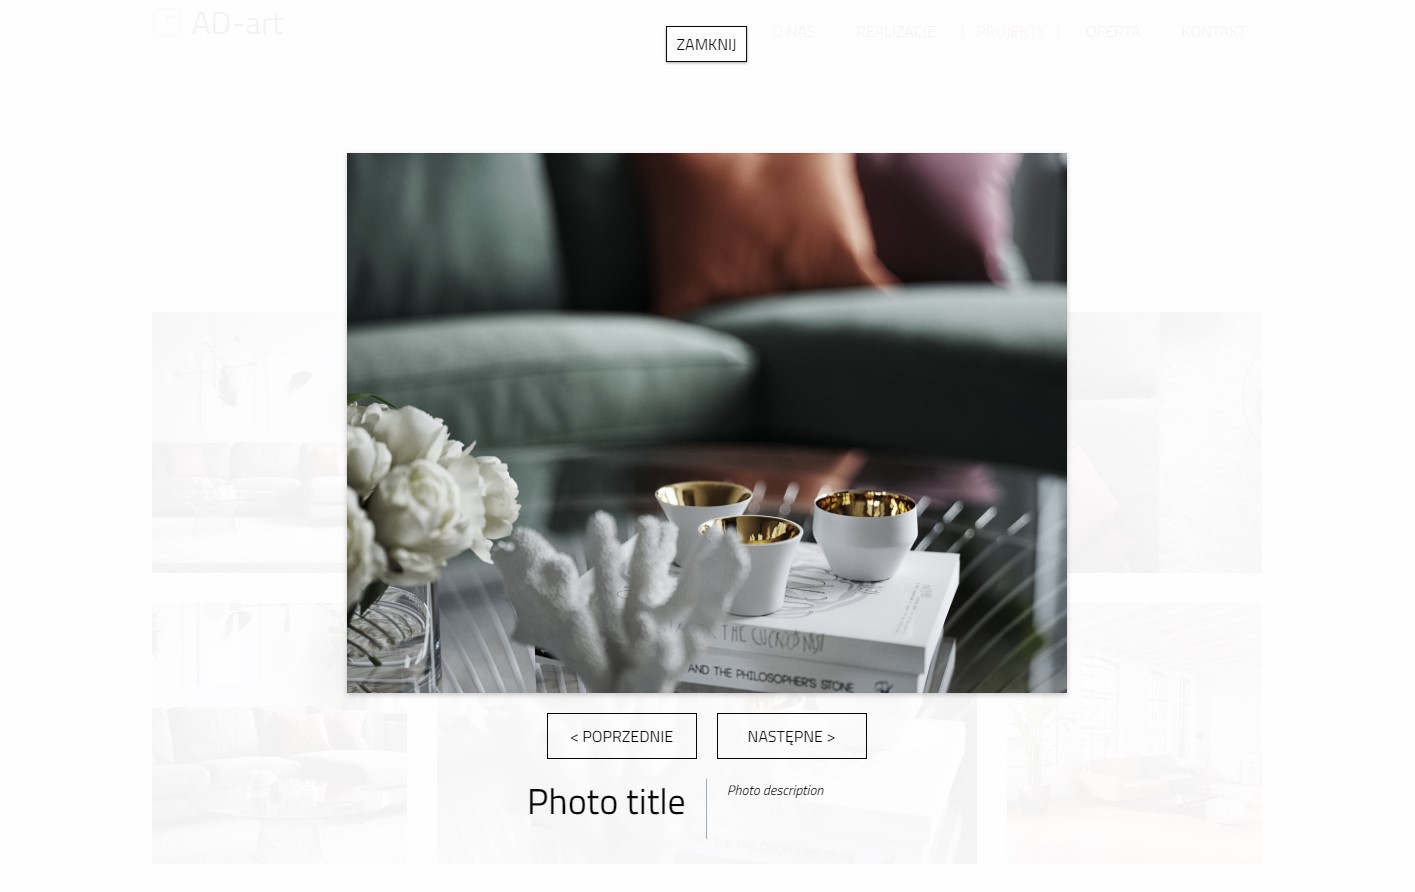 AD-art
ZAMKNIJ
O NAS
REALIZACJE
PROJEKTY
OFERTA
KONTAKT
THE CUCKOO'S NEST
AND THE PHILOSOPHER'S STONE
< POPRZEDNIE
NASTĘPNE >
Photo title
Photo description